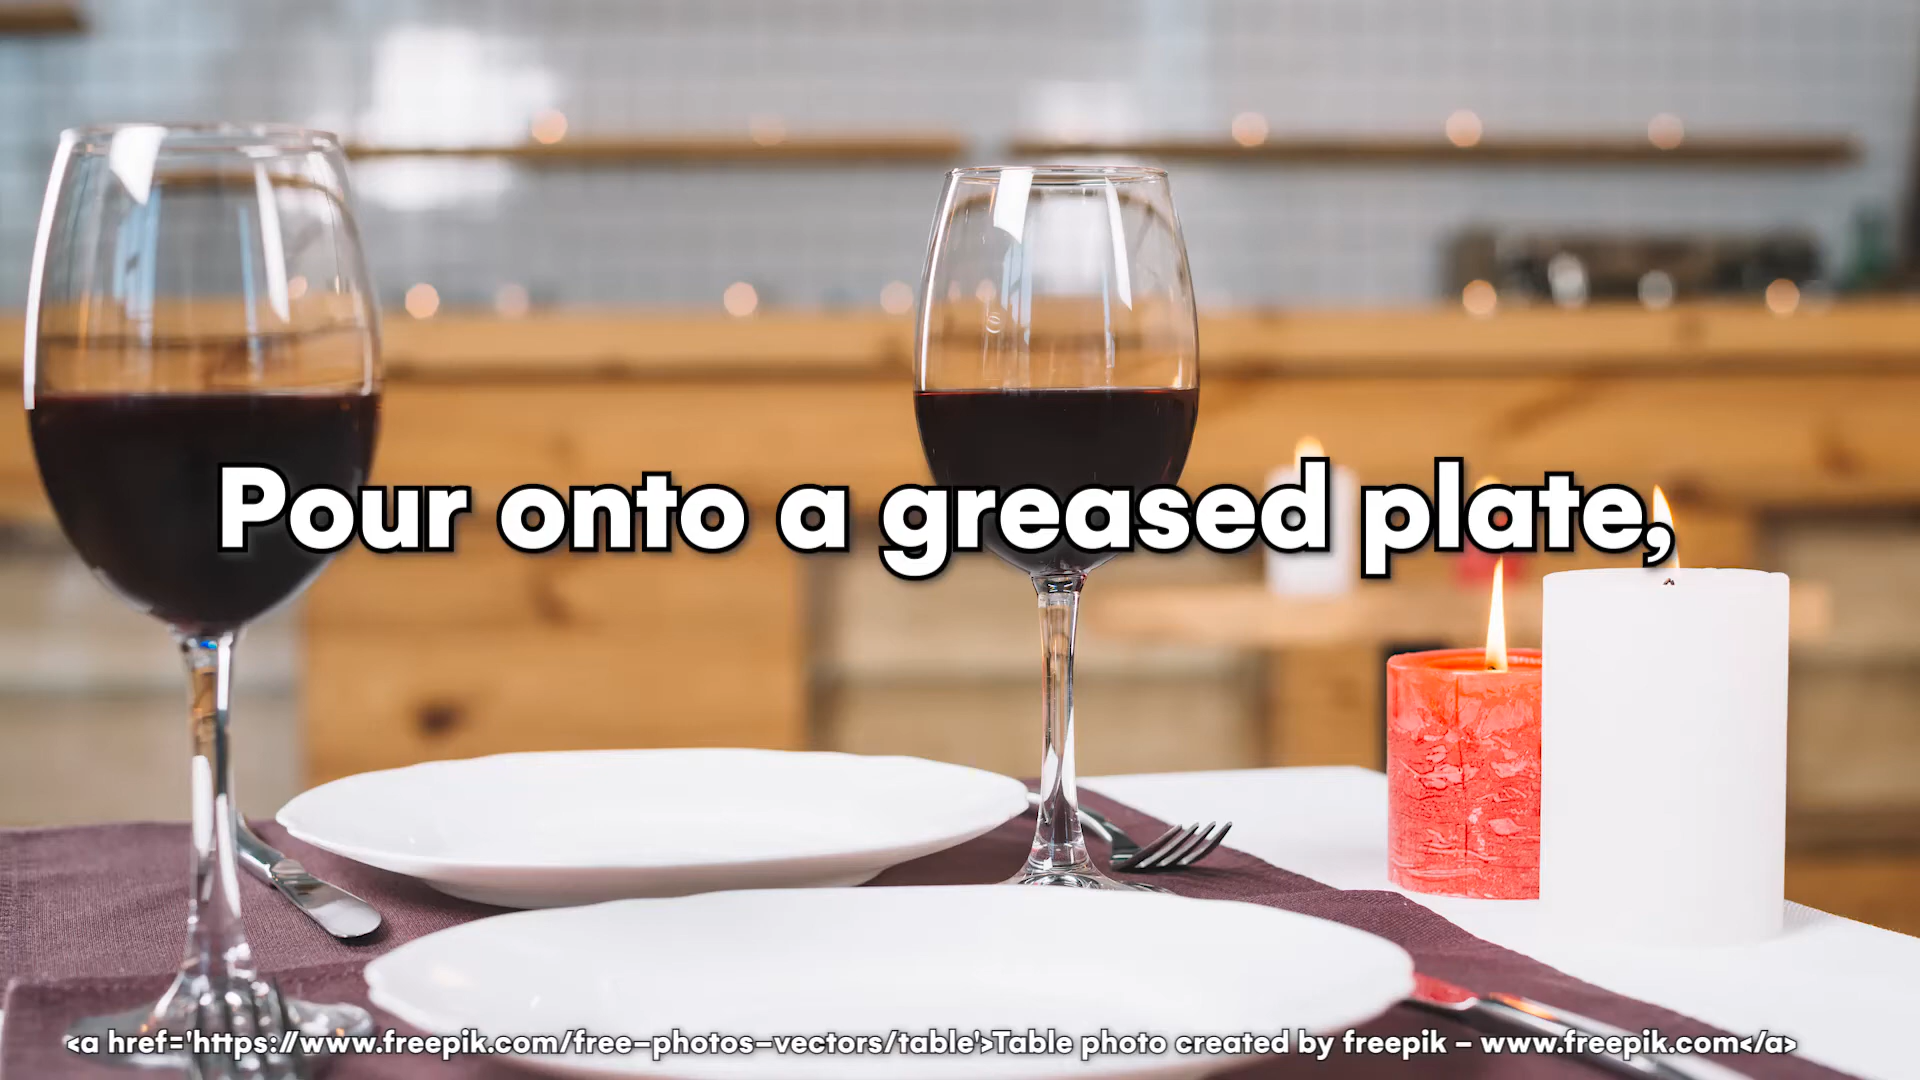 Pour onto a greased plate,
<a href='https://www.freepik.com/free-photos-vectors/table'>Table photo created by freepik - www.freepik.com</a>